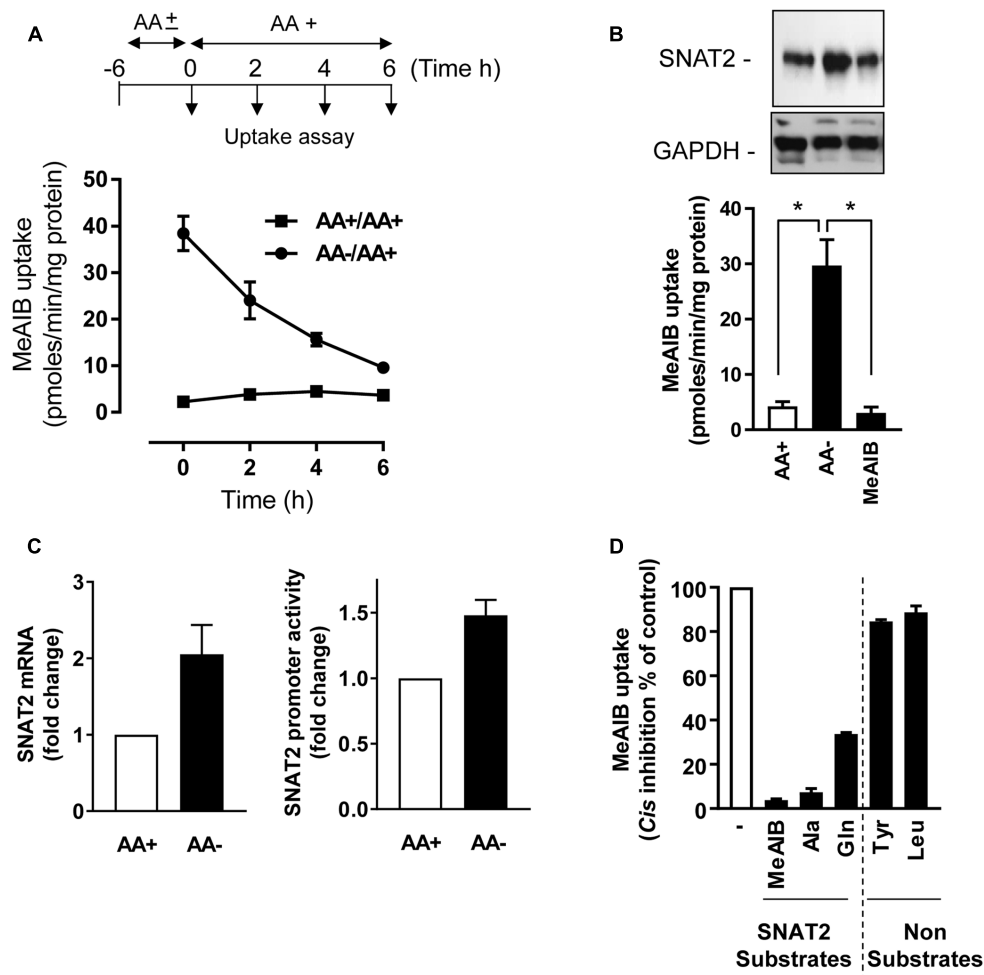 A
AA ±
AA +
-6 0 2 4 6 (Time h)
Uptake assay
MeAIB uptake
(pmoles/min/mg protein)
50
40
30
20
10
0
AA+/AA+
AA-/AA+
0 2 4 6
Time (h)
B
SNAT2 -
GAPDH -
MeAIB uptake
(pmoles/min/mg protein)
40
30
20
10
0
* *
AA+ AA- MeAIB
C
SNAT2 mRNA
(fold change)
3
2
1
0
AA+ AA-
SNAT2 promoter activity
(fold change)
1.5
1.0
0.5
0.0
AA+ AA-
D
MeAIB uptake
(Cis inhibition % of control)
100
80
60
40
20
0
- MeAIB Ala Gln Tyr Leu
SNAT2
Substrates
Non
Substrates